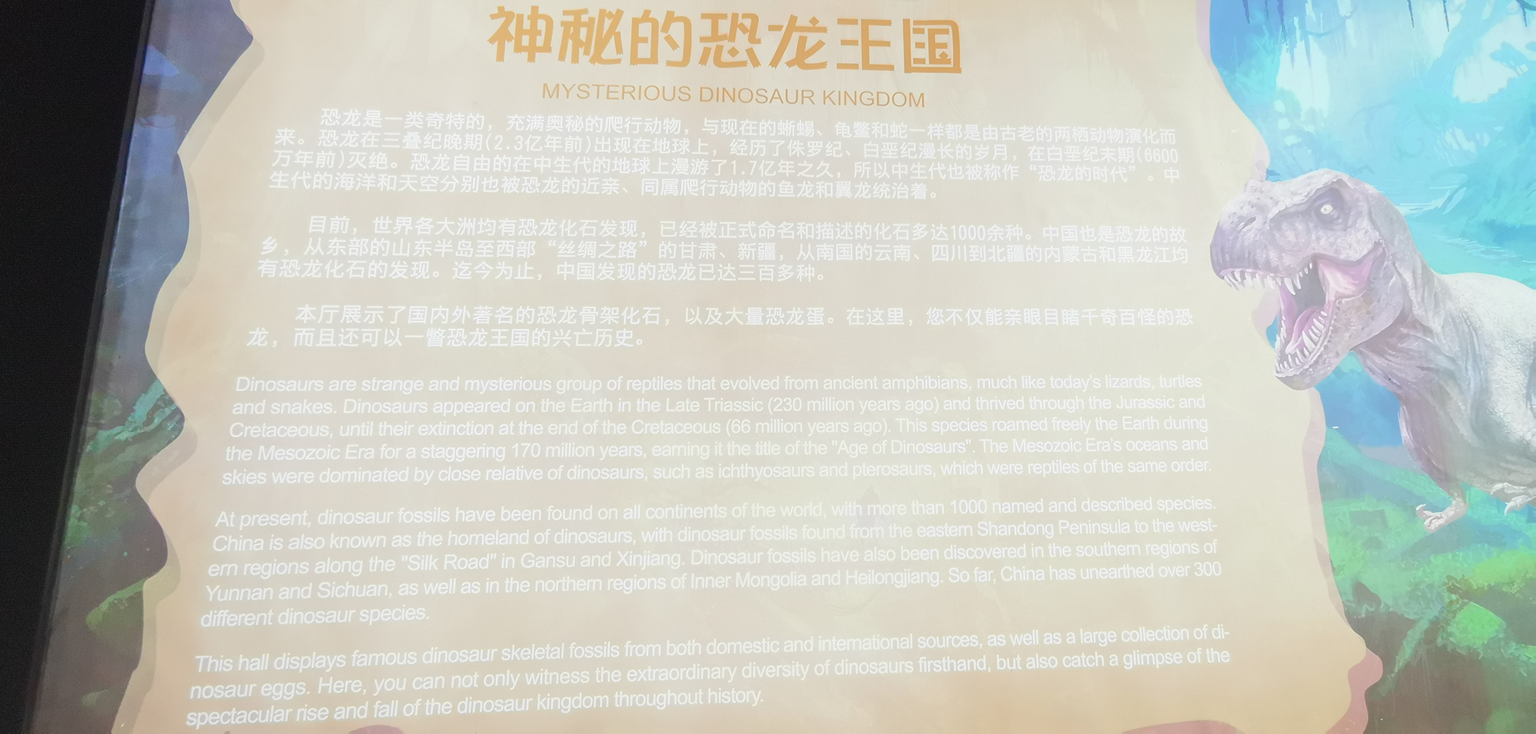 神秘的恐龙王国
MYSTERIOUS DINOSAUR KINGDOM
恐龙是一类奇特的，充满奥秘的爬行动物，与现在的蜥蜴、龟鳖和蛇一样都是由古老的两栖动物演化而
来。恐龙在三叠纪晚期(2.3亿年前)出现在地球上，经历了侏罗纪、白垩纪漫长的岁月，在白垩纪末期(6600
万年前)灭绝。恐龙自由的在中生代的地球上漫游了1.7亿年之久，所以中生代也被称作“恐龙的时代”。中
生代的海洋和天空分别也被恐龙的近亲、同属爬行动物的鱼龙和翼龙统治着。
目前，世界各大洲均有恐龙化石发现，已经被正式命名和描述的化石多达1000余种。中国也是恐龙的故
乡，从东部的山东半岛至西部“丝绸之路”的甘肃、新疆，从南国的云南、四川到北疆的内蒙古和黑龙江均
有恐龙化石的发现。迄今为止，中国发现的恐龙已达三百多种。
本厅展示了国内外著名的恐龙骨架化石，以及大量恐龙蛋。在这里，您不仅能亲眼目睹千奇百怪的恐
龙，而且还可以一瞥恐龙王国的兴亡历史。
Dinosaurs are strange and mysterious group of reptiles that evolved from ancient amphibians, much like today's lizards, turtles
and snakes. Dinosaurs appeared on the Earth in the Late Triassic (230 million years ago) and thrived through the Jurassic and
Cretaceous, until their extinction at the end of the Cretaceous (66 million years ago). This species roamed freely the Earth during
the Mesozoic Era for a staggering 170 million years, earning it the title of the "Age of Dinosaurs". The Mesozoic Era's oceans and
skies were dominated by close relative of dinosaurs, such as ichthyosaurs and pterosaurs, which were reptiles of the same order.
At present, dinosaur fossils have been found on all continents of the world, with more than 1000 named and described species.
China is also known as the homeland of dinosaurs, with dinosaur fossils found from the eastern Shandong Peninsula to the west-
ern regions along the "Silk Road" in Gansu and Xinjiang. Dinosaur fossils have also been discovered in the southern regions of
Yunnan and Sichuan, as well as in the northern regions of Inner Mongolia and Heilongjiang. So far, China has unearthed over 300
different dinosaur species.
This hall displays famous dinosaur skeletal fossils from both domestic and international sources, as well as a large collection of di-
nosaur eggs. Here, you can not only witness the extraordinary diversity of dinosaurs firsthand, but also catch a glimpse of the
spectacular rise and fall of the dinosaur kingdom throughout history.